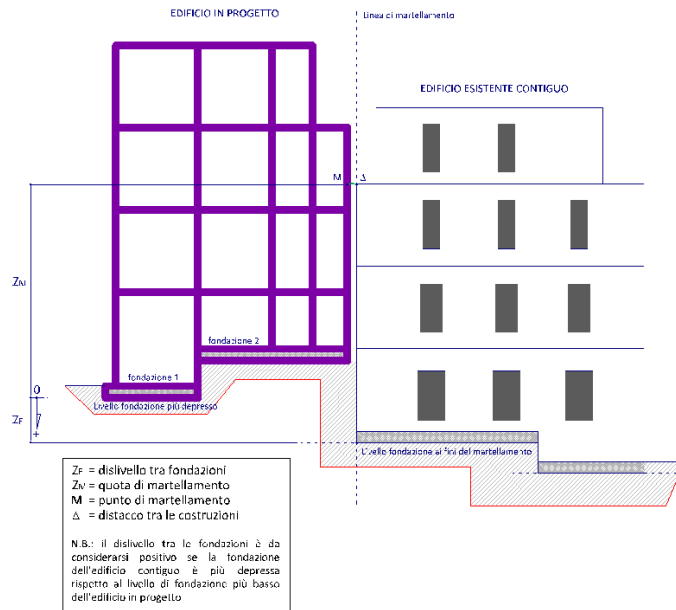 EDIFICIO IN PROGETTO
Linea di martellamento
EDIFICIO ESISTENTE CONTIGUO
M Δ
ZM
fondazione 2
fondazione 1
0
Livello fondazione più depresso
ZF
+
Livello fondazione ai fini del martellamento
ZF = dislivello tra fondazioni
ZM = quota di martellamento
M = punto di martellamento
Δ = distacco tra le costruzioni
N.B.: il dislivello tra le fondazioni è da
considerarsi positivo se la fondazione
dell'edificio contiguo è più depressa
rispetto al livello di fondazione più basso
dell'edificio in progetto